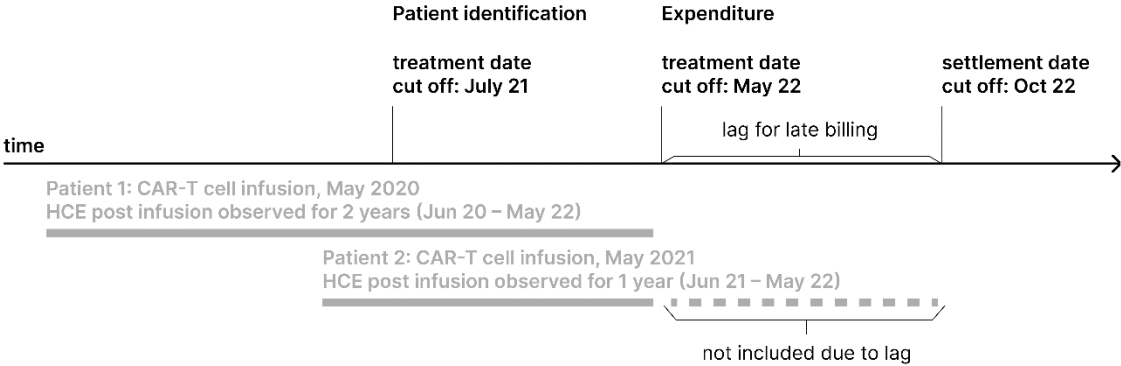 Patient identification
Expenditure
treatment date
cut off: July 21
treatment date
cut off: May 22
settlement date
cut off: Oct 22
lag for late billing
time
Patient 1: CAR-T cell infusion, May 2020
HCE post infusion observed for 2 years (Jun 20 – May 22)
Patient 2: CAR-T cell infusion, May 2021
HCE post infusion observed for 1 year (Jun 21 – May 22)
not included due to lag